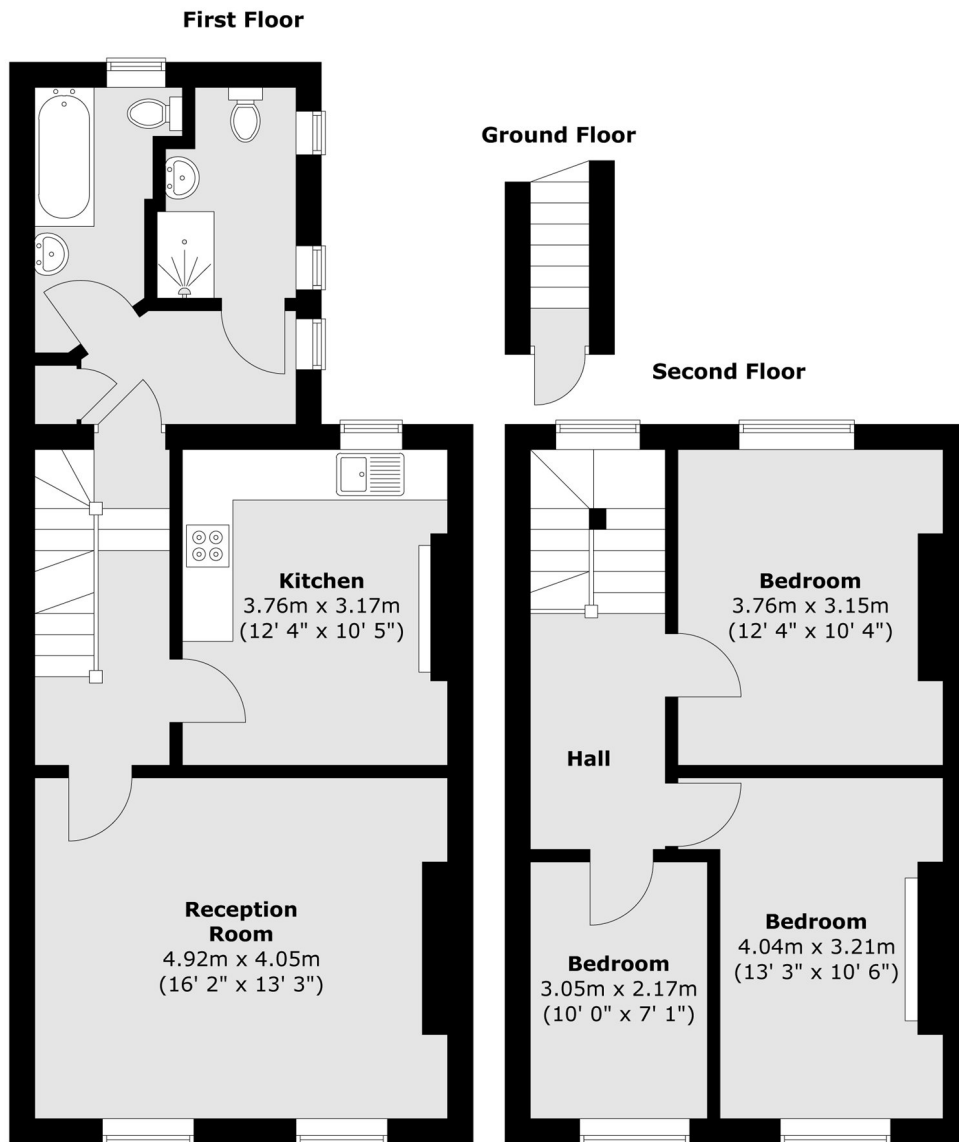 First Floor
Ground Floor
Second Floor
Kitchen
3.76m x 3.17m
(12' 4" x 10' 5")
Bedroom
3.76m x 3.15m
(12' 4" x 10' 4")
Hall
Reception
Room
4.92m x 4.05m
(16' 2" x 13' 3")
Bedroom
3.05m x 2.17m
(10' 0" x 7' 1")
Bedroom
4.04m x 3.21m
(13' 3" x 10' 6")